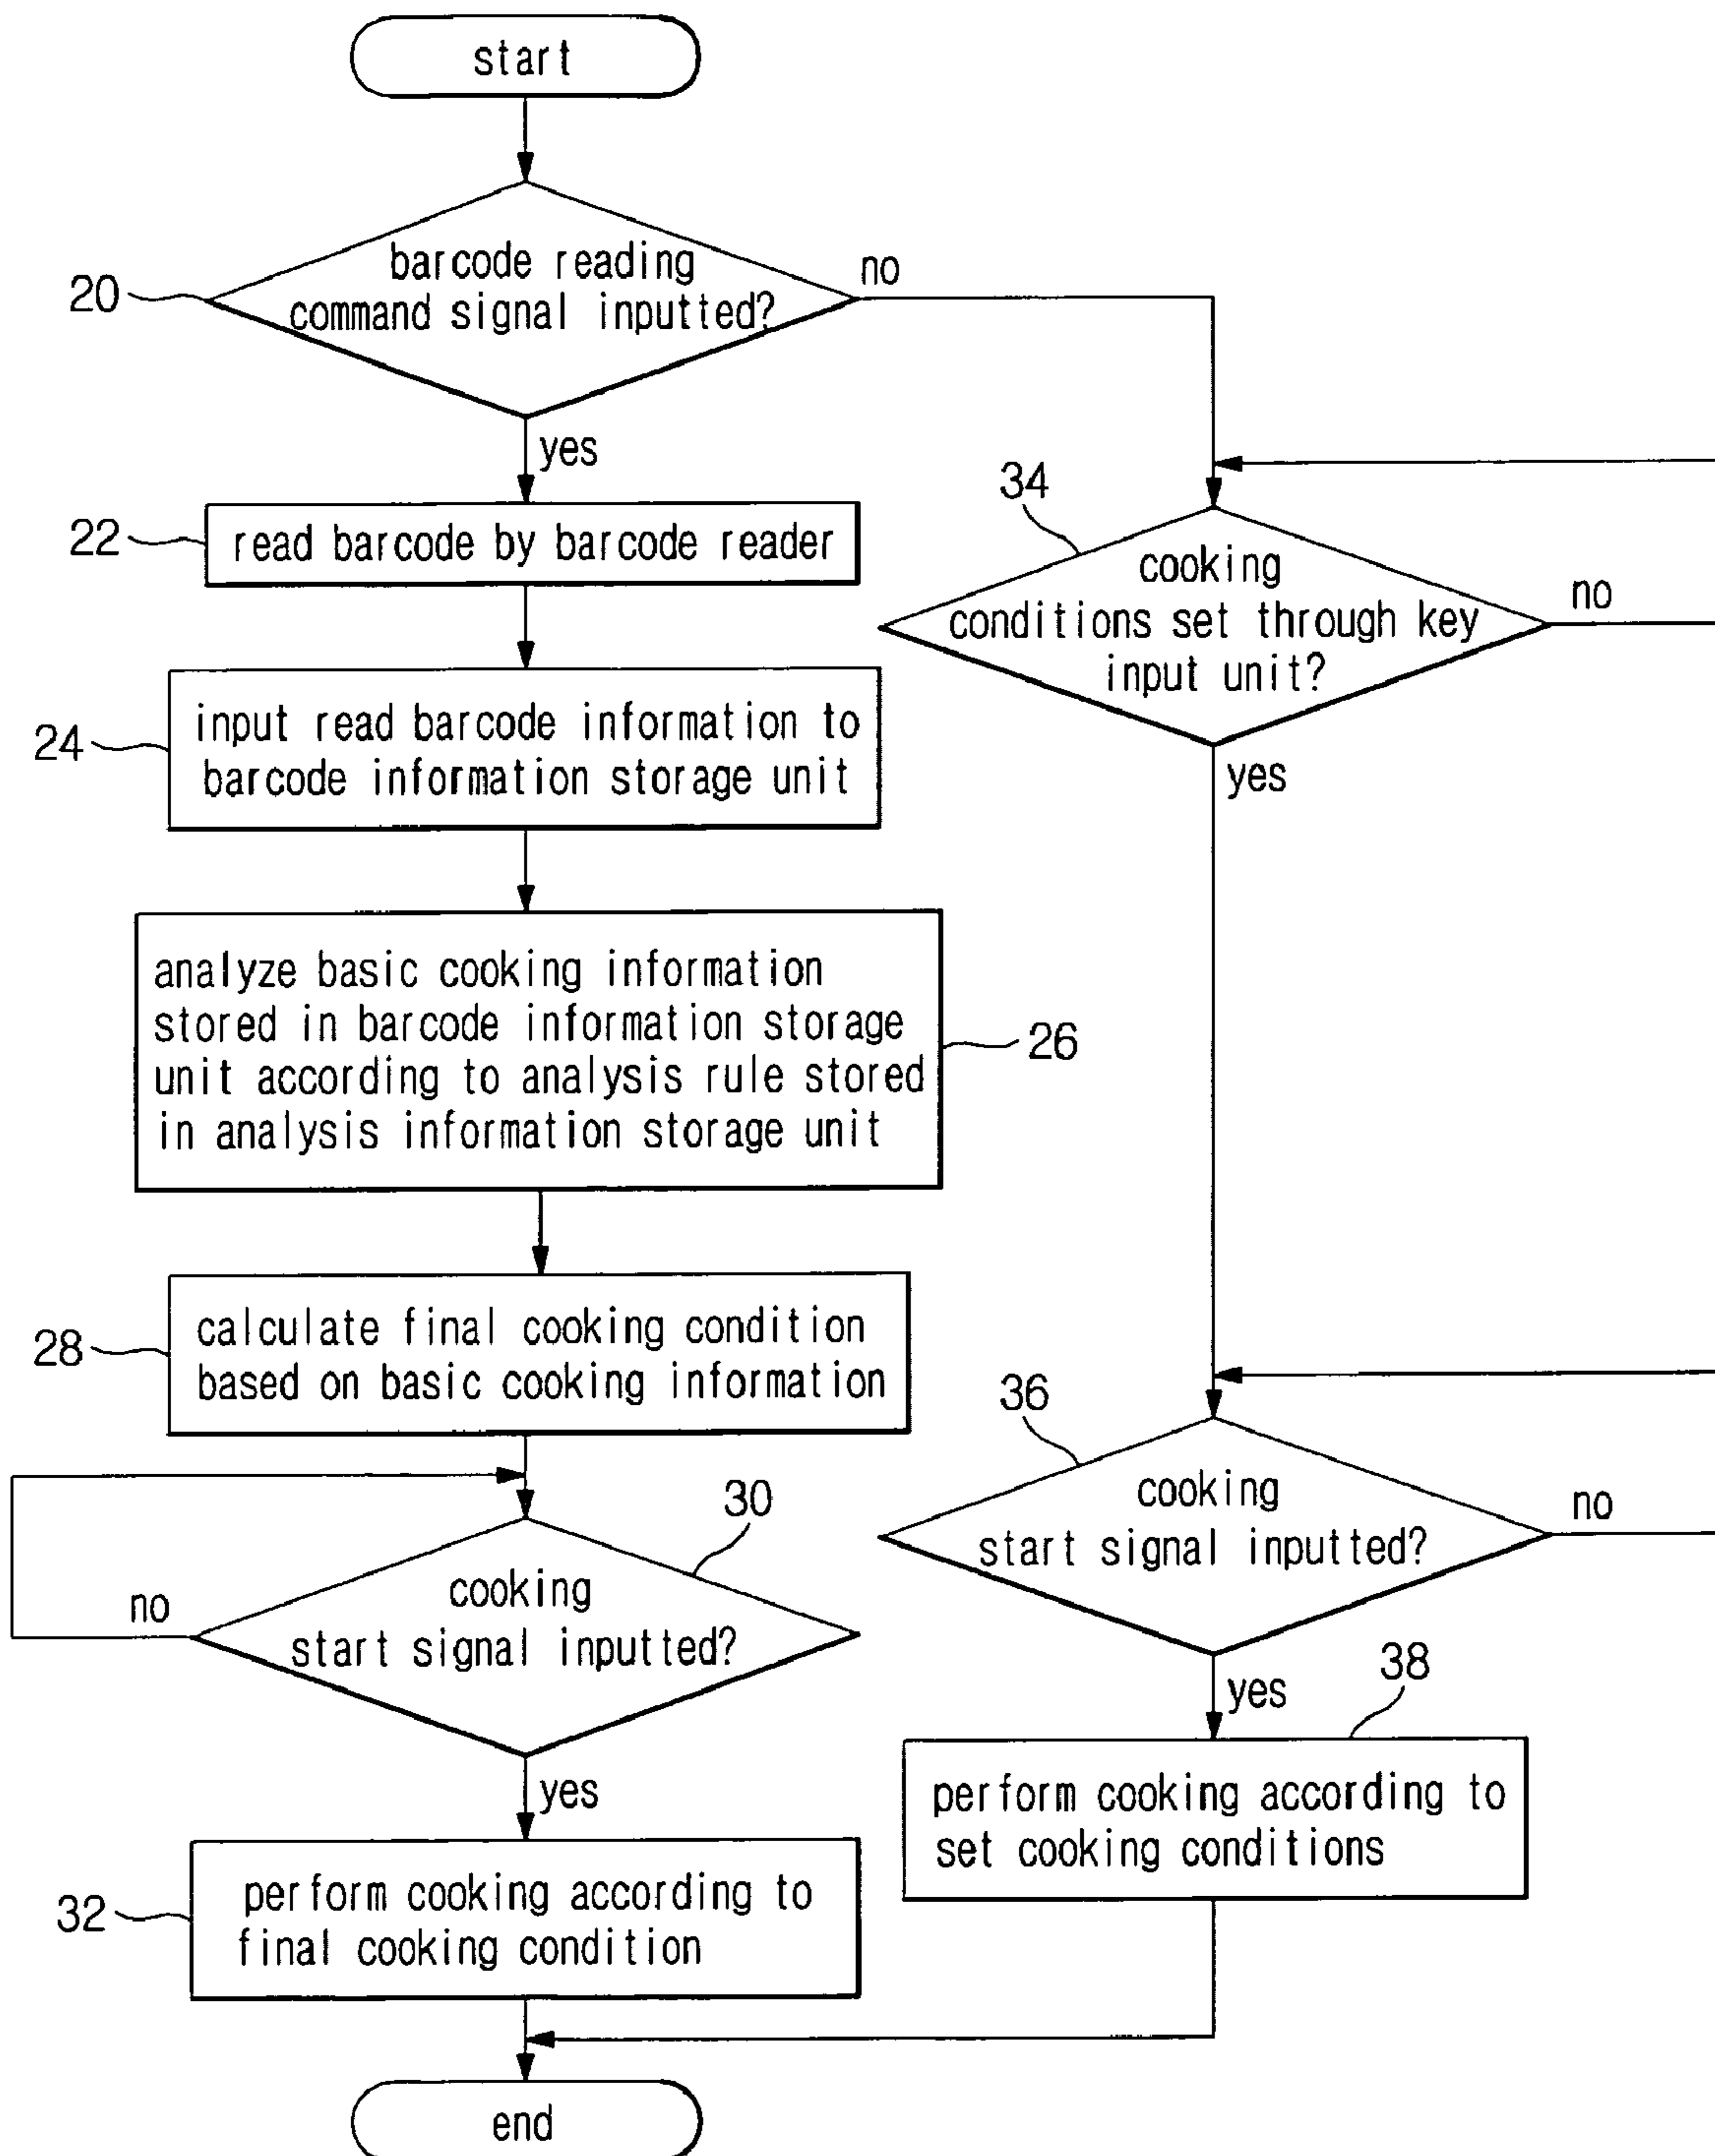 start
barcode reading
command signal inputted?
20
no
yes
22
read barcode by barcode reader
24
input read barcode information to
barcode information storage unit
analyze basic cooking information
stored in barcode information storage
unit according to analysis rule stored
in analysis information storage unit
26
28
calculate final cooking condition
based on basic cooking information
30
cooking
start signal inputted?
no
yes
32
perform cooking according to
final cooking condition
34
cooking
conditions set through key
input unit?
no
yes
36
cooking
start signal inputted?
no
yes
38
perform cooking according to
set cooking conditions
end